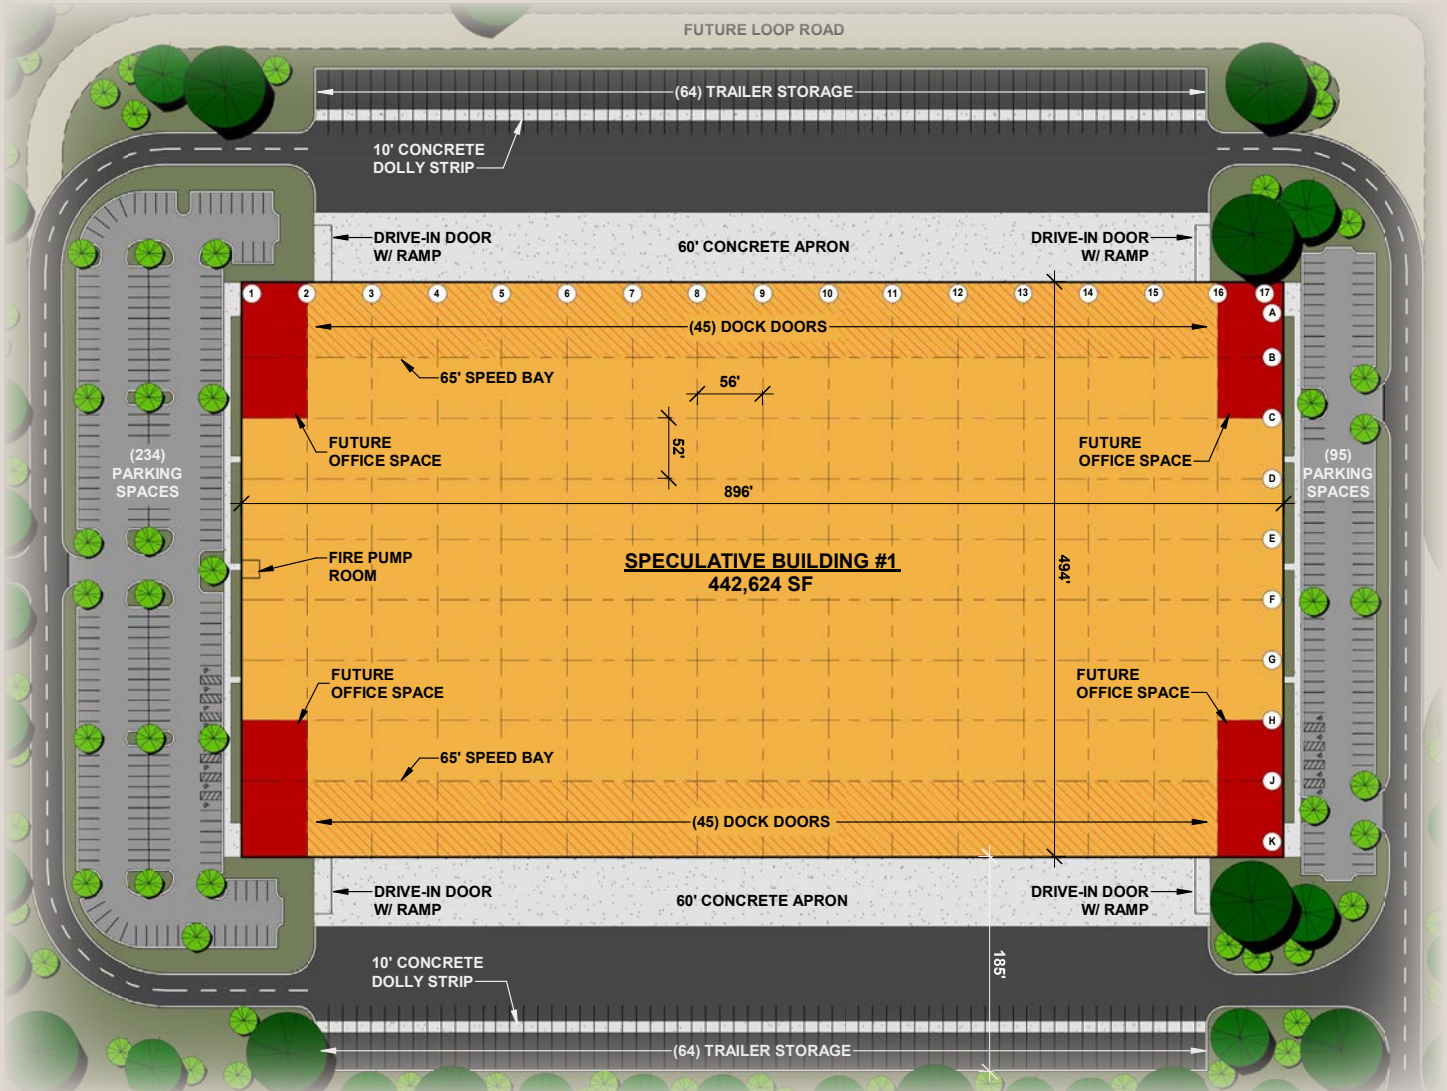 FUTURE LOOP ROAD
(64) TRAILER STORAGE
10' CONCRETE
DOLLY STRIP
DRIVE-IN DOOR
W/ RAMP
60' CONCRETE APRON
DRIVE-IN DOOR
W/ RAMP
1 2 3 4 5 6 7 8 9 10 11 12 13 14 15 16 17
A
(45) DOCK DOORS
B
65' SPEED BAY
56'
C
FUTURE
OFFICE SPACE
52'
FUTURE
OFFICE SPACE
(234)
PARKING
SPACES
(95)
PARKING
SPACES
D
896'
E
FIRE PUMP
ROOM
SPECULATIVE BUILDING #1
442,624 SF
494'
F
G
FUTURE
OFFICE SPACE
FUTURE
OFFICE SPACE
H
65' SPEED BAY
J
(45) DOCK DOORS
K
DRIVE-IN DOOR
W/ RAMP
60' CONCRETE APRON
DRIVE-IN DOOR
W/ RAMP
185'
10' CONCRETE
DOLLY STRIP
(64) TRAILER STORAGE